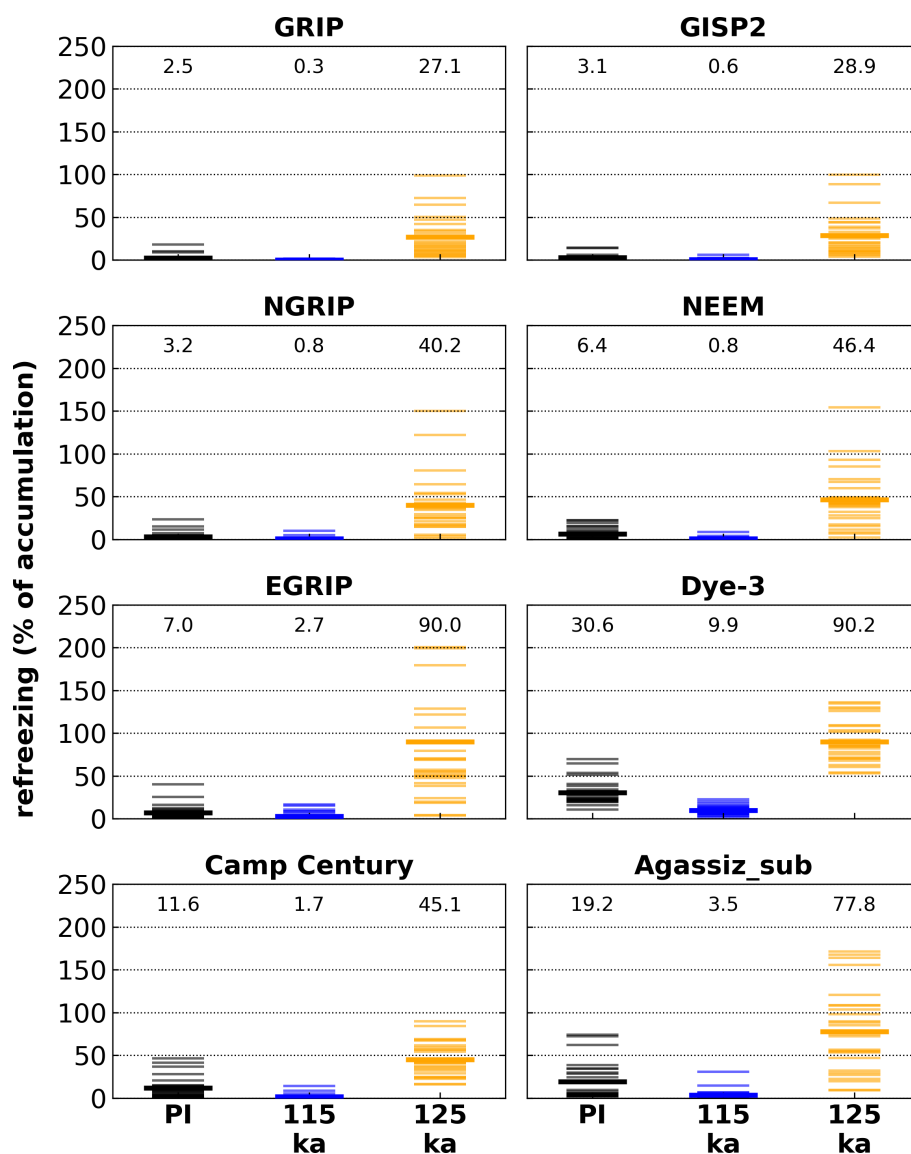 GRIP
GISP2
250
200
150
100
50
0
2.5 0.3 27.1
3.1 0.6 28.9
NGRIP
NEEM
250
200
150
100
50
0
3.2 0.8 40.2
6.4 0.8 46.4
refreezing (% of accumulation)
EGRIP
Dye-3
250
200
150
100
50
0
7.0 2.7 90.0
30.6 9.9 90.2
Camp Century
Agassiz_sub
250
200
150
100
50
0
11.6 1.7 45.1
19.2 3.5 77.8
PI 115 125 PI 115 125
ka ka ka ka